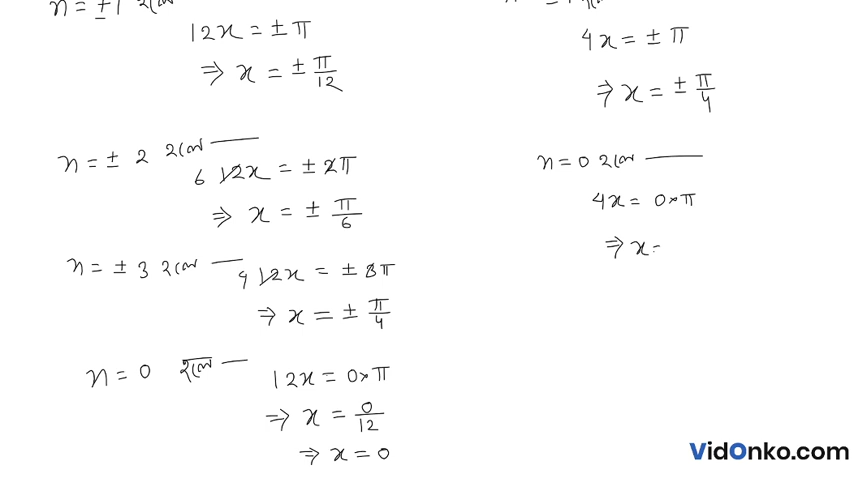 n = ±1 হলে
12x = ± π
⇒ x = ± π/12
n = ± 2 হলে —
6 12x = ± 2π
⇒ x = ± π/6
n = ± 3 হলে —
4 12x = ± 3π
⇒ x = ± π/4
n = 0 হলে —
12x = 0×π
⇒ x = 0/12
⇒ x = 0
4x = ± π
⇒ x = ± π/4
n = 0 হলে —
4x = 0×π
⇒ x =
VidOnko.com